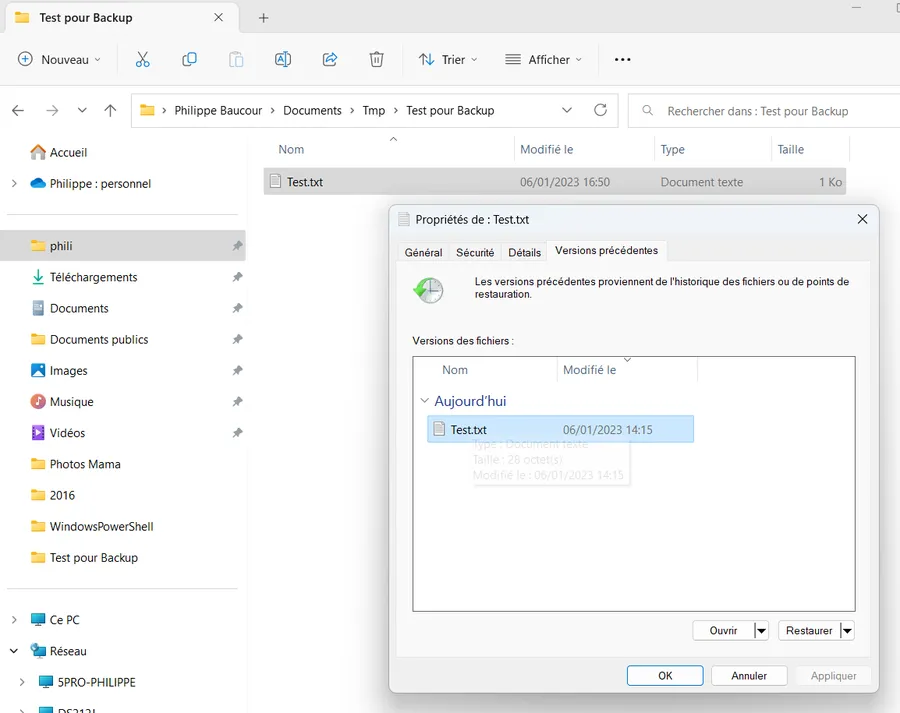 Test pour Backup
Nouveau
Trier
Afficher
Philippe Baucour > Documents > Tmp > Test pour Backup
Rechercher dans : Test pour Backup
Nom Modifié le Type Taille
Test.txt 06/01/2023 16:50 Document texte 1 Ko
Accueil
Philippe : personnel
phili
Téléchargements
Documents
Documents publics
Images
Musique
Vidéos
Photos Mama
2016
WindowsPowerShell
Test pour Backup
Ce PC
Réseau
5PRO-PHILIPPE
Propriétés de : Test.txt
Général Sécurité Détails Versions précédentes
Les versions précédentes proviennent de l'historique des fichiers ou de points de
restauration.
Versions des fichiers :
Nom Modifié le
Aujourd'hui
Test.txt 06/01/2023 14:15
Type : Document texte
Taille : 28 octet(s)
Modifié le : 06/01/2023 14:15
Ouvrir Restaurer
OK Annuler Appliquer